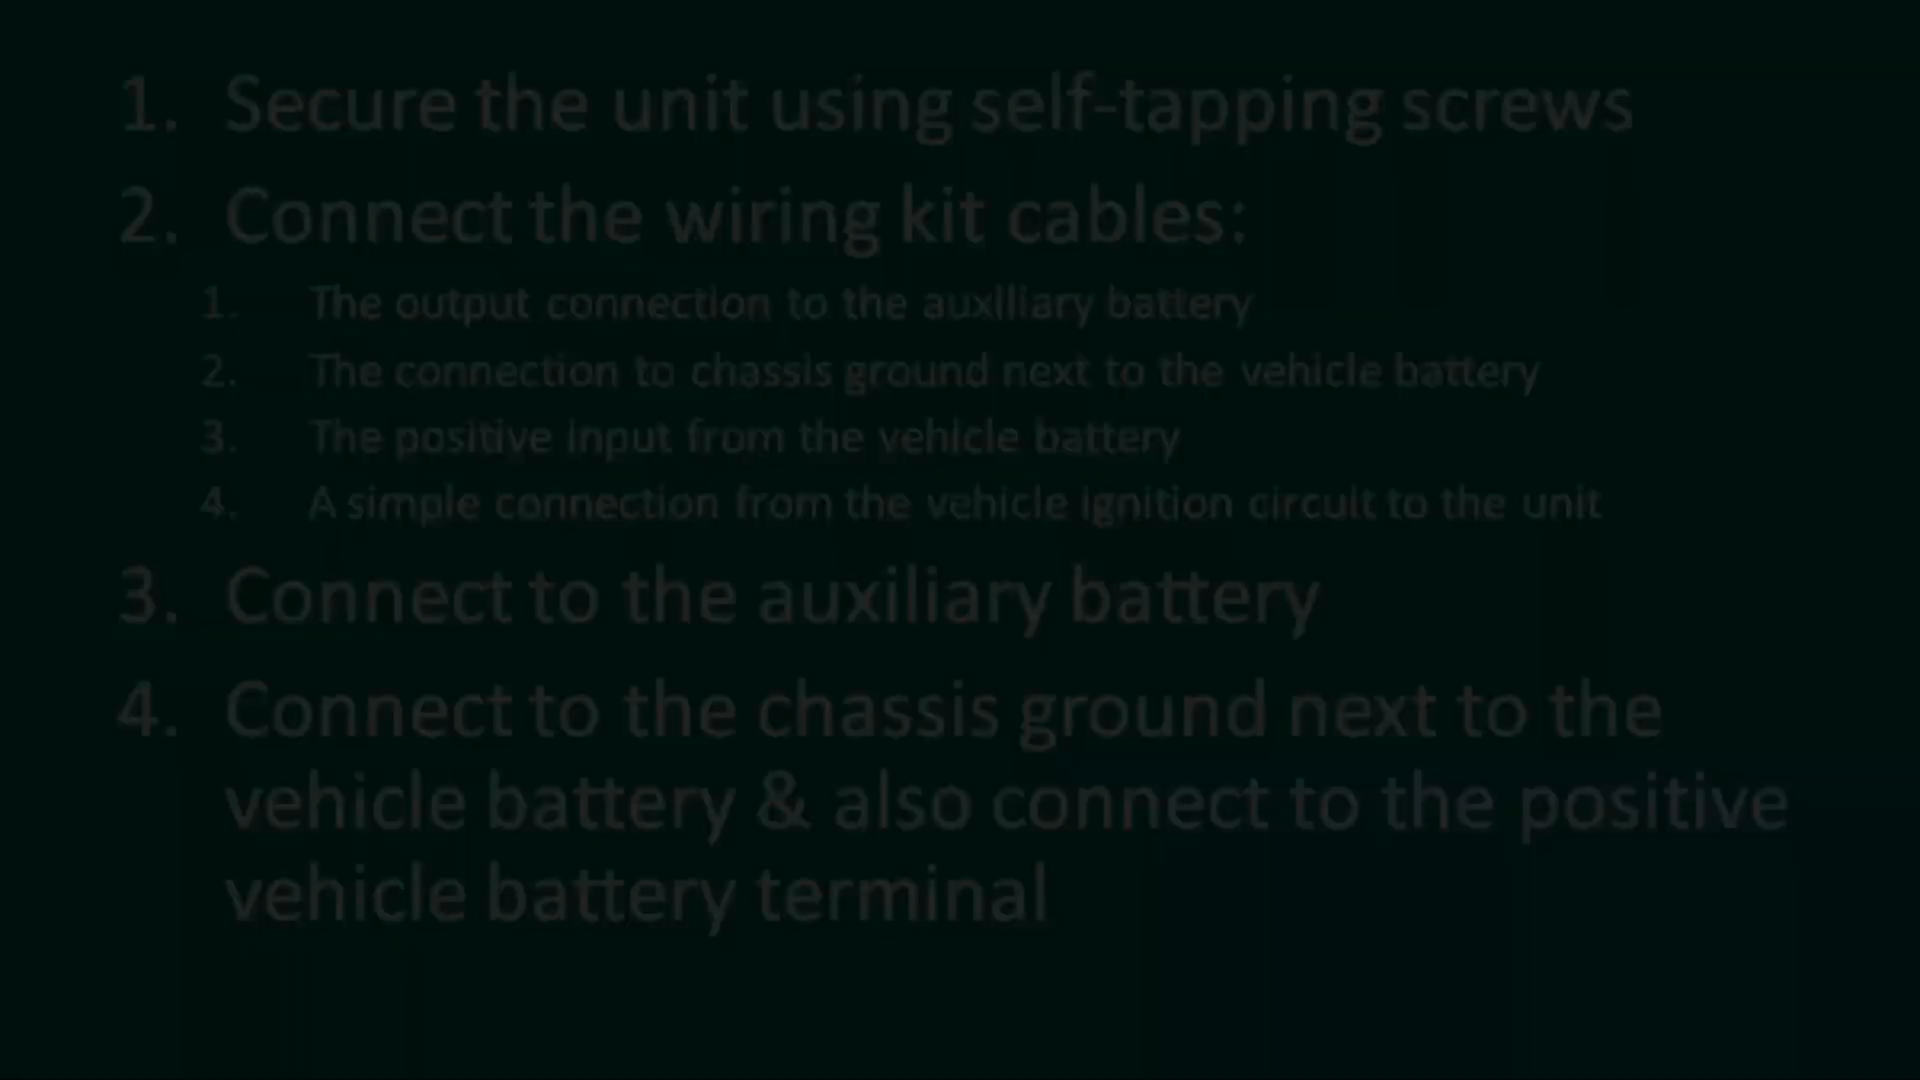 1. Secure the unit using self-tapping screws
2. Connect the wiring kit cables:
1. The output connection to the auxiliary battery
2. The connection to chassis ground next to the vehicle battery
3. The positive input from the vehicle battery
4. A simple connection from the vehicle ignition circuit to the unit
3. Connect to the auxiliary battery
4. Connect to the chassis ground next to the
vehicle battery & also connect to the positive
vehicle battery terminal